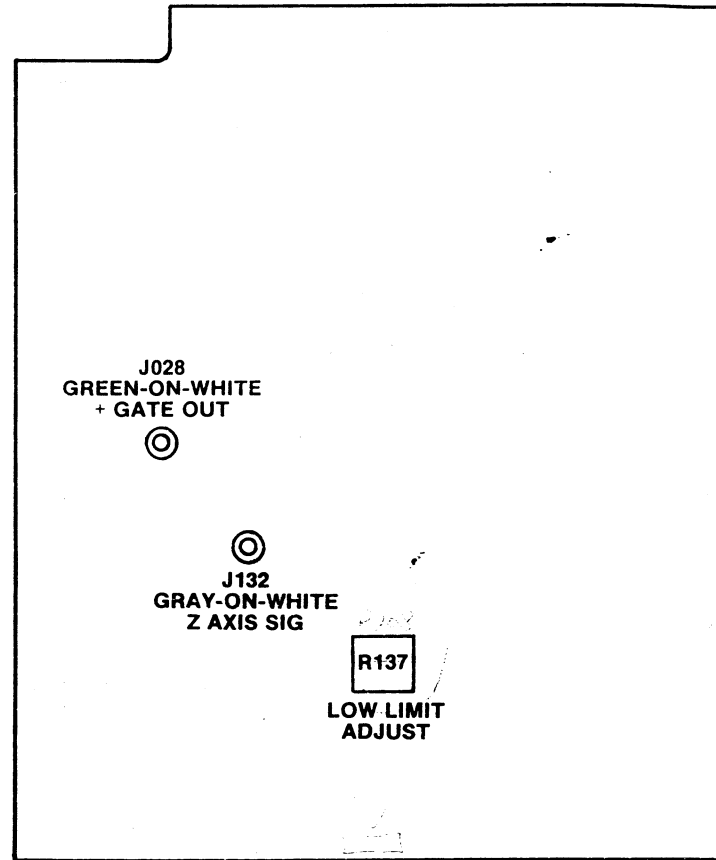 J028
GREEN-ON-WHITE
+ GATE OUT
J132
GRAY-ON-WHITE
Z AXIS SIG
R137
LOW LIMIT
ADJUST